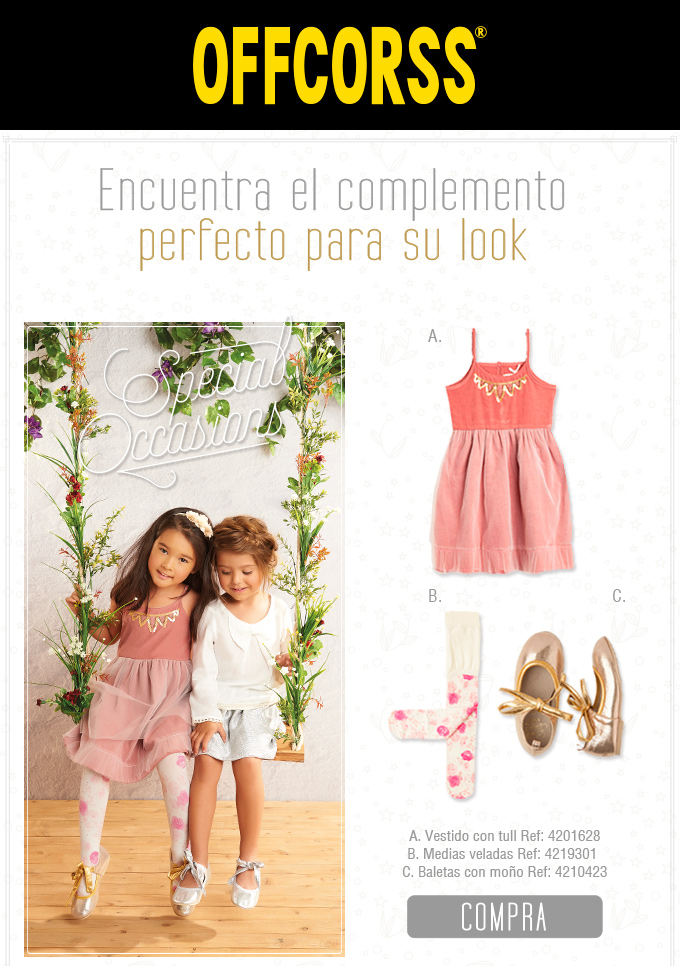 OFFCORSS®
Encuentra el complemento
perfecto para su look
Special
Occasions
A.
B.
C.
A. Vestido con tull Ref: 4201628
B. Medias veladas Ref: 4219301
C. Baletas con moño Ref: 4210423
COMPRA